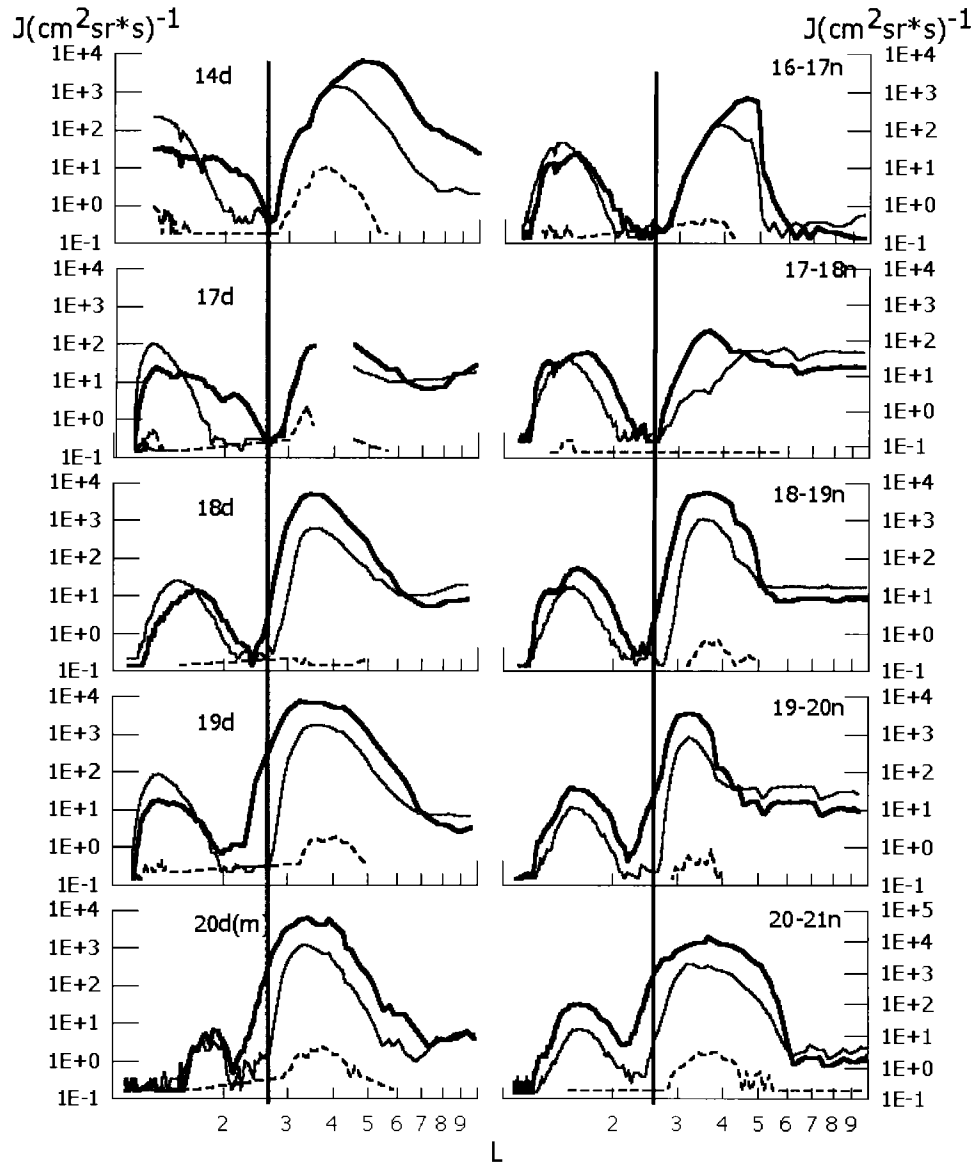 J(cm²sr*s)⁻¹ J(cm²sr*s)⁻¹
14d 16-17n
1E+4 1E+4
1E+3 1E+3
1E+2 1E+2
1E+1 1E+1
1E+0 1E+0
1E-1 1E-1
17d 17-18n
1E+4 1E+4
1E+3 1E+3
1E+2 1E+2
1E+1 1E+1
1E+0 1E+0
1E-1 1E-1
18d 18-19n
1E+4 1E+4
1E+3 1E+3
1E+2 1E+2
1E+1 1E+1
1E+0 1E+0
1E-1 1E-1
19d 19-20n
1E+4 1E+4
1E+3 1E+3
1E+2 1E+2
1E+1 1E+1
1E+0 1E+0
1E-1 1E-1
20d(m) 20-21n
1E+4 1E+5
1E+3 1E+4
1E+2 1E+3
1E+1 1E+2
1E+0 1E+1
1E-1 1E+0
1E-1
2 3 4 5 6 7 8 9 2 3 4 5 6 7 8 9
L